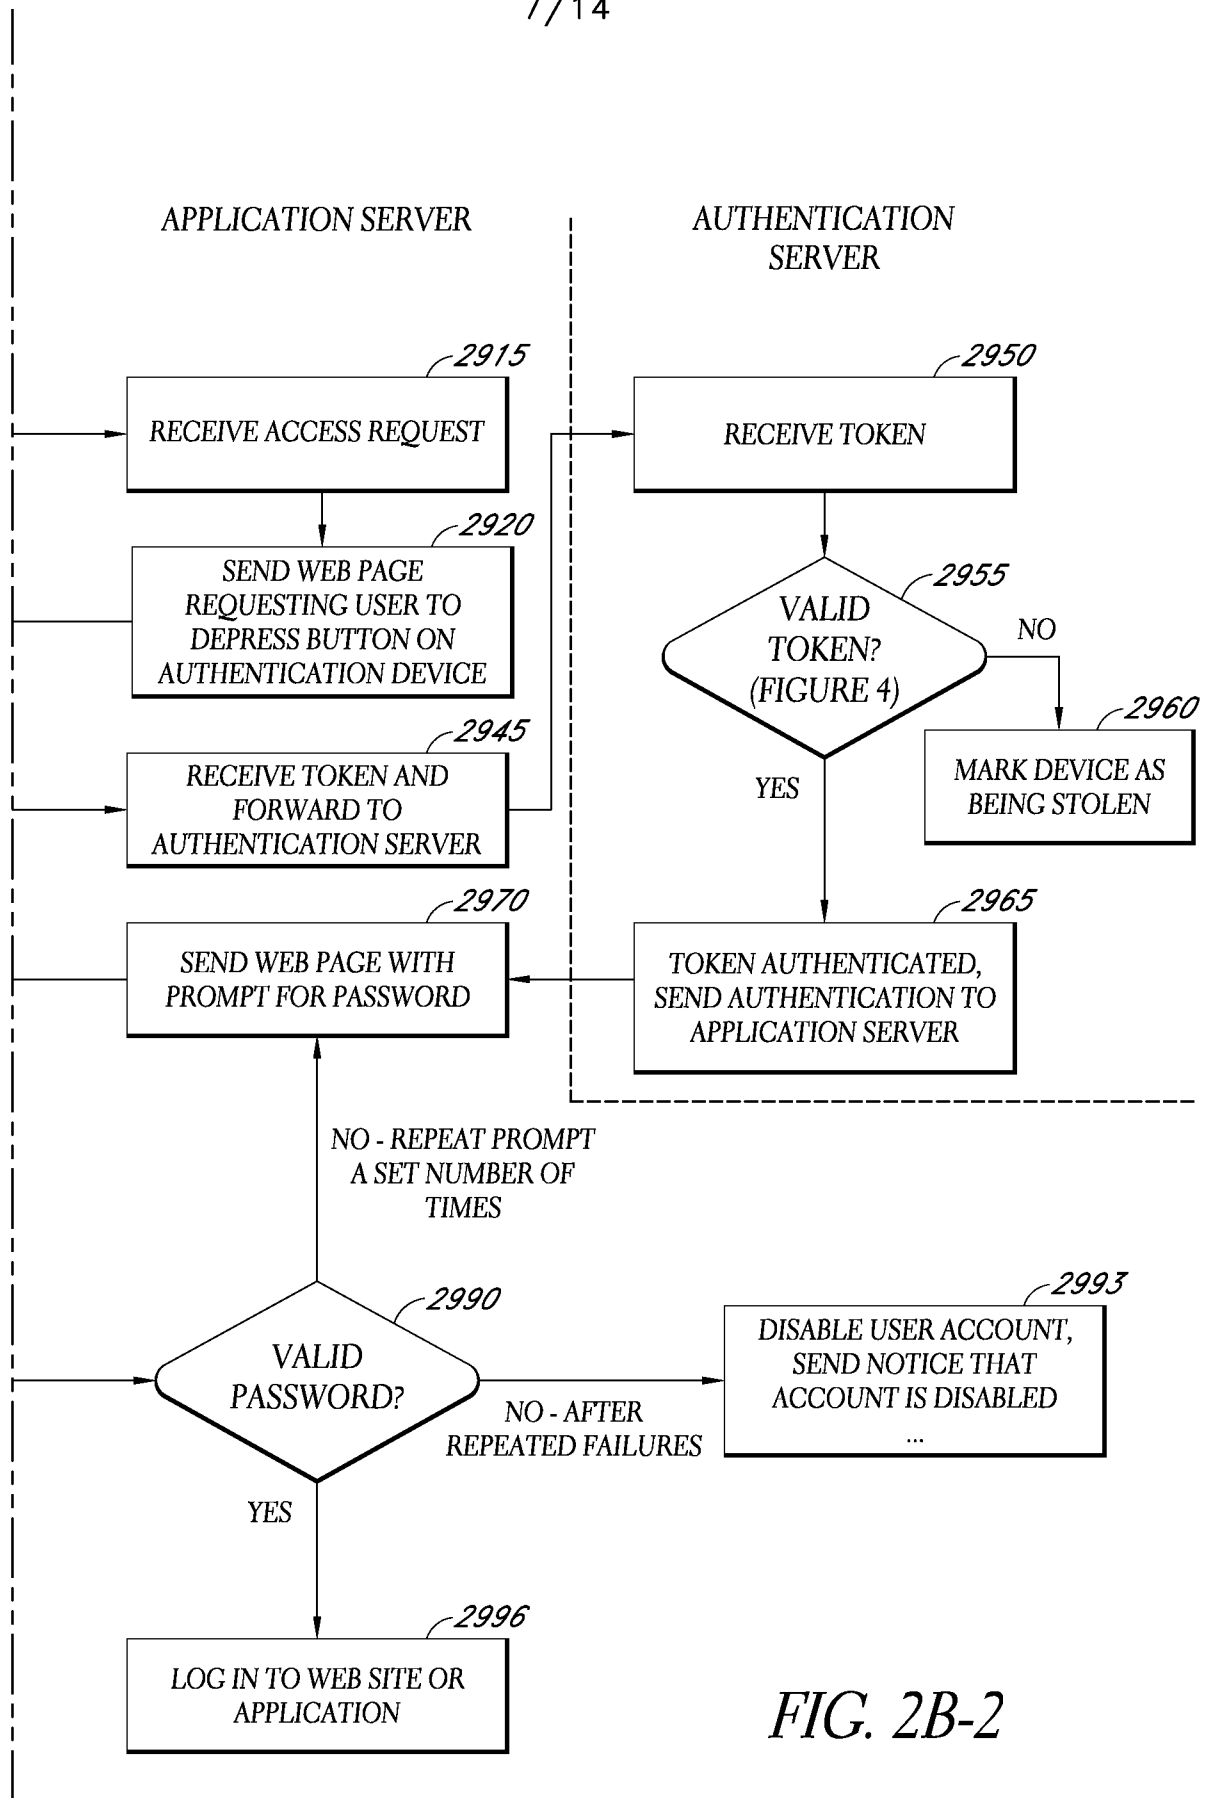 7/14
APPLICATION SERVER
AUTHENTICATION
SERVER
2915
RECEIVE ACCESS REQUEST
2920
SEND WEB PAGE
REQUESTING USER TO
DEPRESS BUTTON ON
AUTHENTICATION DEVICE
2945
RECEIVE TOKEN AND
FORWARD TO
AUTHENTICATION SERVER
2950
RECEIVE TOKEN
2955
VALID
TOKEN?
(FIGURE 4)
NO
2960
MARK DEVICE AS
BEING STOLEN
YES
2965
TOKEN AUTHENTICATED,
SEND AUTHENTICATION TO
APPLICATION SERVER
2970
SEND WEB PAGE WITH
PROMPT FOR PASSWORD
NO - REPEAT PROMPT
A SET NUMBER OF
TIMES
2990
VALID
PASSWORD?
NO - AFTER
REPEATED FAILURES
2993
DISABLE USER ACCOUNT,
SEND NOTICE THAT
ACCOUNT IS DISABLED
...
YES
2996
LOG IN TO WEB SITE OR
APPLICATION
FIG. 2B-2